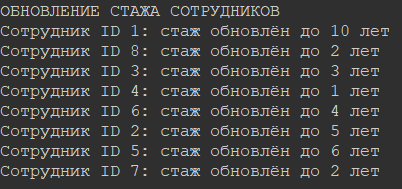 ОБНОВЛЕНИЕ СТАЖА СОТРУДНИКОВ
Сотрудник ID 1: стаж обновлён до 10 лет
Сотрудник ID 8: стаж обновлён до 2 лет
Сотрудник ID 3: стаж обновлён до 3 лет
Сотрудник ID 4: стаж обновлён до 1 лет
Сотрудник ID 6: стаж обновлён до 4 лет
Сотрудник ID 2: стаж обновлён до 5 лет
Сотрудник ID 5: стаж обновлён до 6 лет
Сотрудник ID 7: стаж обновлён до 2 лет